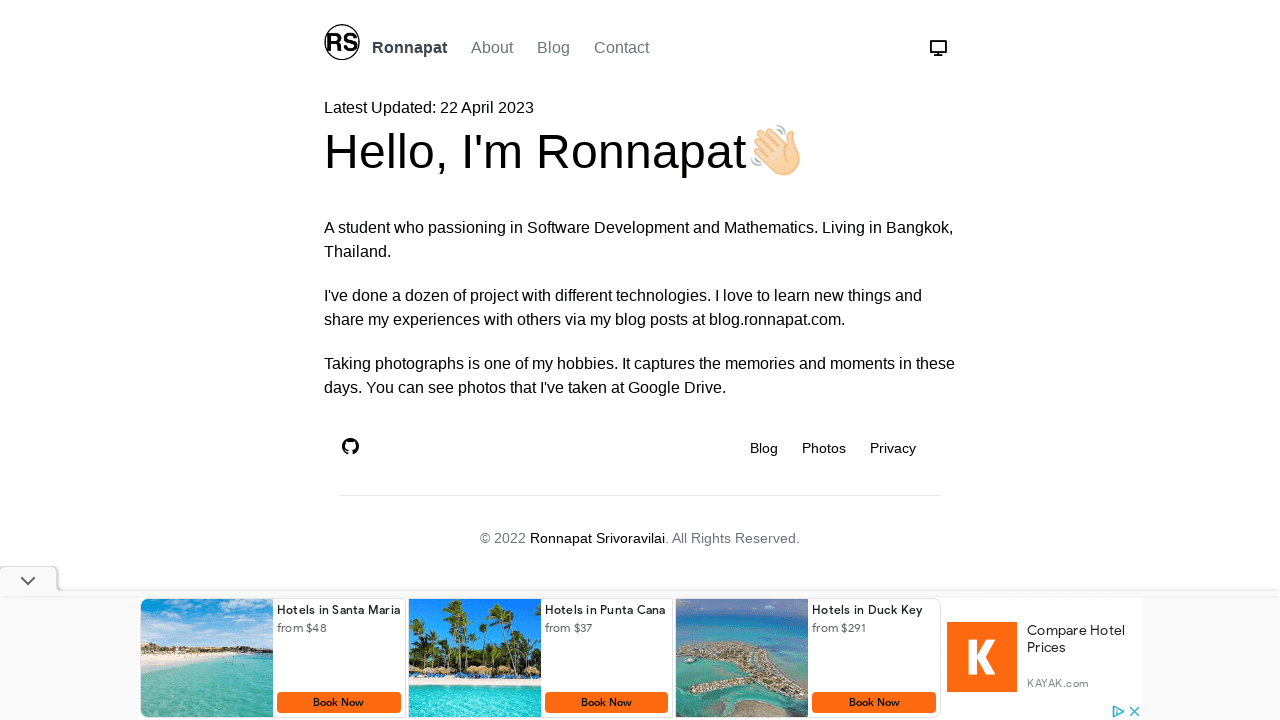 RS
Ronnapat About Blog Contact
Latest Updated: 22 April 2023
Hello, I'm Ronnapat👋🏼
A student who passioning in Software Development and Mathematics. Living in Bangkok,
Thailand.
I've done a dozen of project with different technologies. I love to learn new things and
share my experiences with others via my blog posts at blog.ronnapat.com.
Taking photographs is one of my hobbies. It captures the memories and moments in these
days. You can see photos that I've taken at Google Drive.
Blog Photos Privacy
© 2022 Ronnapat Srivoravilai. All Rights Reserved.
Hotels in Santa Maria
from $48
Book Now
Hotels in Punta Cana
from $37
Book Now
Hotels in Duck Key
from $291
Book Now
K
Compare Hotel
Prices
KAYAK.com